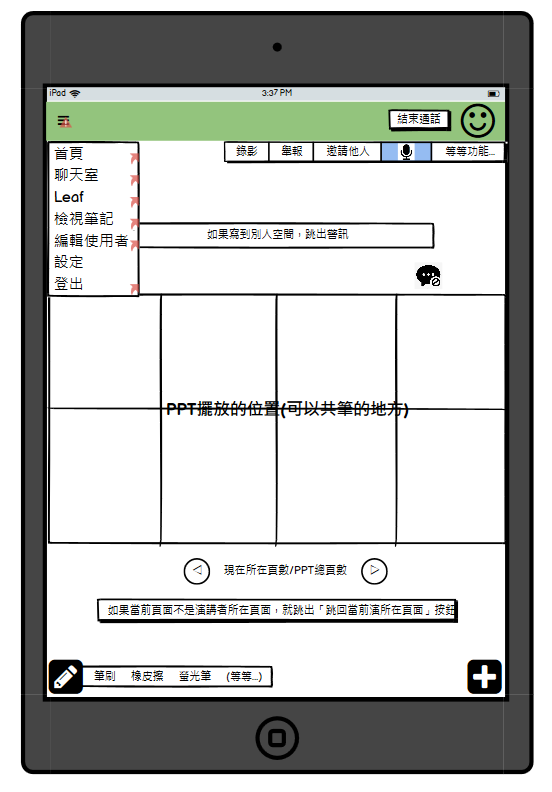 iPad
3:37 PM
結束通話
首頁
聊天室
Leaf
檢視筆記
編輯使用者
設定
登出
錄影
舉報
邀請他人
等等功能...
如果寫到別人空間，跳出警訊
PPT擺放的位置(可以共筆的地方)
現在所在頁數/PPT總頁數
如果當前頁面不是演講者所在頁面，就跳出「跳回當前演所在頁面」按鈕
筆刷 橡皮擦 螢光筆 (等等...)